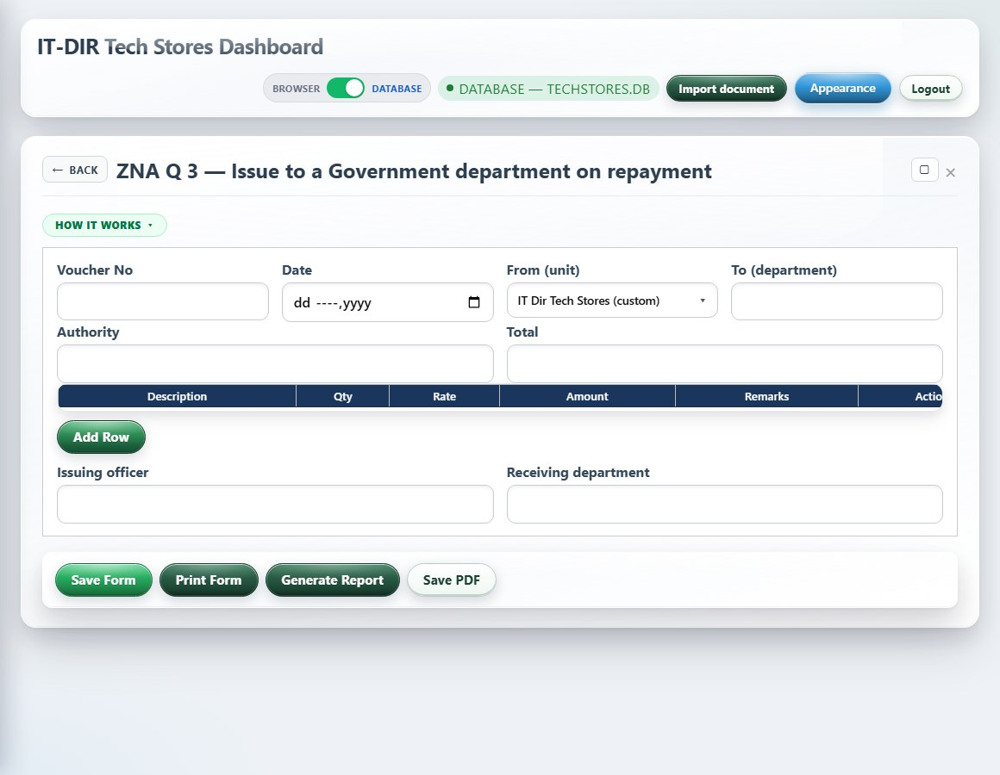 IT-DIR Tech Stores Dashboard
BROWSER DATABASE DATABASE — TECHSTORES.DB Import document Appearance Logout
← BACK ZNA Q 3 — Issue to a Government department on repayment ×
HOW IT WORKS
Voucher No Date From (unit) To (department)
dd ----,yyyy IT Dir Tech Stores (custom)
Authority Total
Description Qty Rate Amount Remarks Actio
Add Row
Issuing officer Receiving department
Save Form Print Form Generate Report Save PDF